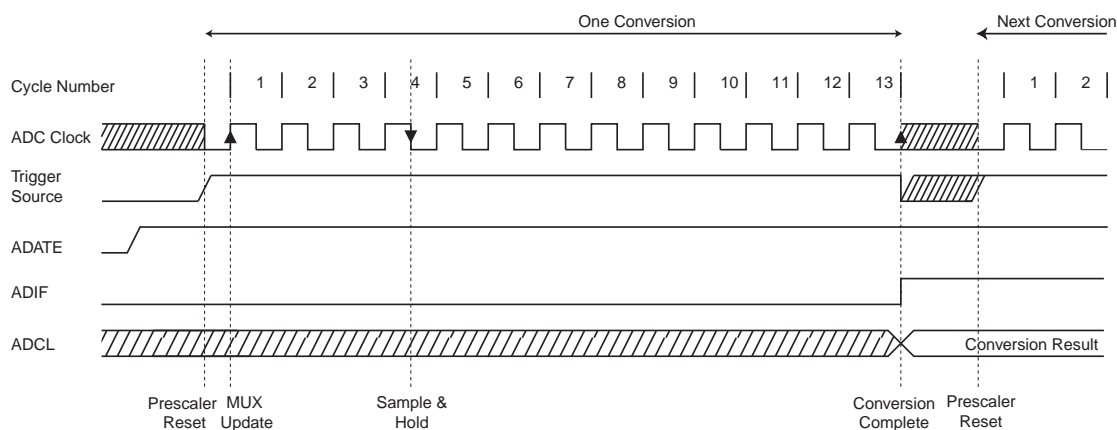 One Conversion Next Conversion
Cycle Number 1 2 3 4 5 6 7 8 9 10 11 12 13 1 2
ADC Clock
Trigger
Source
ADATE
ADIF
ADCL Conversion Result
Prescaler MUX Sample & Conversion Prescaler
Reset Update Hold Complete Reset